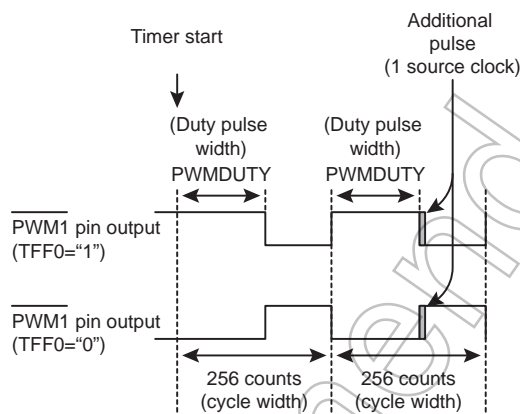 Timer start
Additional
pulse
(1 source clock)
(Duty pulse
width)
PWMDUTY
(Duty pulse
width)
PWMDUTY
PWM1 pin output
(TFF0=“1”)
PWM1 pin output
(TFF0=“0”)
256 counts
(cycle width)
256 counts
(cycle width)